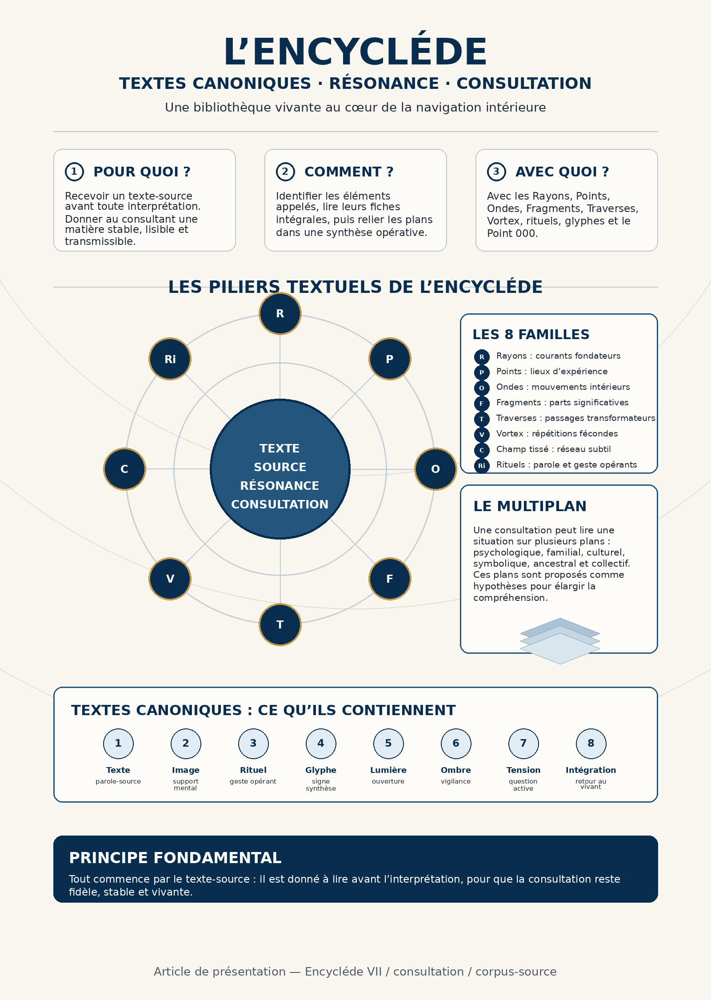 L’ENCYCLÉDE
TEXTES CANONIQUES · RÉSONANCE · CONSULTATION
Une bibliothèque vivante au cœur de la navigation intérieure
1 POUR QUOI ?
Recevoir un texte-source
avant toute interprétation.
Donner au consultant une
matière stable, lisible et
transmissible.
2 COMMENT ?
Identifier les éléments
appelés, lire leurs fiches
intégrales, puis relier les plans
dans une synthèse opérative.
3 AVEC QUOI ?
Avec les Rayons, Points,
Ondes, Fragments, Traverses,
Vortex, rituels, glyphes et le
Point 000.
LES PILIERS TEXTUELS DE L’ENCYCLÉDE
R
P
O
F
T
V
C
Ri
TEXTE
SOURCE
RÉSONANCE
CONSULTATION
LES 8 FAMILLES
R Rayons : courants fondateurs
P Points : lieux d’expérience
O Ondes : mouvements intérieurs
F Fragments : parts significatives
T Traverses : passages transformateurs
V Vortex : répétitions fécondes
C Champ tissé : réseau subtil
Ri Rituels : parole et geste opérants
LE MULTIPLAN
Une consultation peut lire une
situation sur plusieurs plans :
psychologique, familial, culturel,
symbolique, ancestral et collectif.
Ces plans sont proposés comme
hypothèses pour élargir la
compréhension.
TEXTES CANONIQUES : CE QU’ILS CONTIENNENT
1
Texte
parole-source
2
Image
support
mental
3
Rituel
geste opérant
4
Glyphe
signe
synthèse
5
Lumière
ouverture
6
Ombre
vigilance
7
Tension
question
active
8
Intégration
retour au
vivant
PRINCIPE FONDAMENTAL
Tout commence par le texte-source : il est donné à lire avant l’interprétation, pour que la consultation reste
fidèle, stable et vivante.
Article de présentation — Encycléde VII / consultation / corpus-source